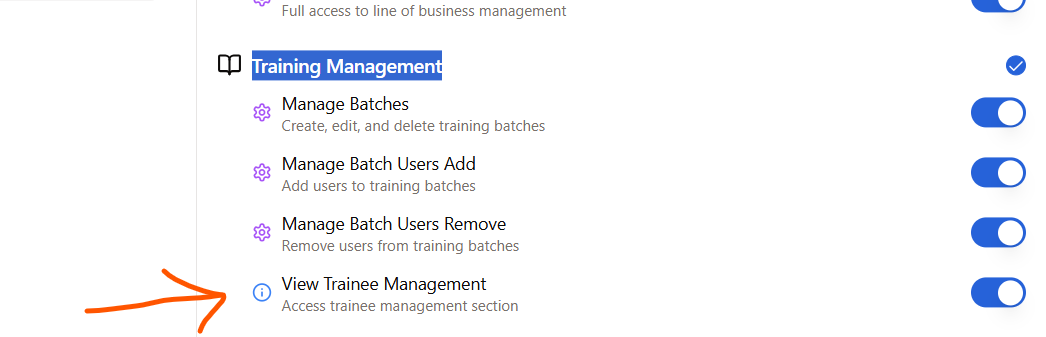 Full access to line of business management
Training Management
Manage Batches
Create, edit, and delete training batches
Manage Batch Users Add
Add users to training batches
Manage Batch Users Remove
Remove users from training batches
View Trainee Management
Access trainee management section